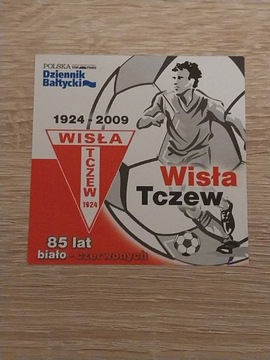 POLSKA
Dziennik
Bałtycki
1924 - 2009
WISŁA
TCZEW
1924
Wisła
Tczew
85 lat
biało - czerwonych